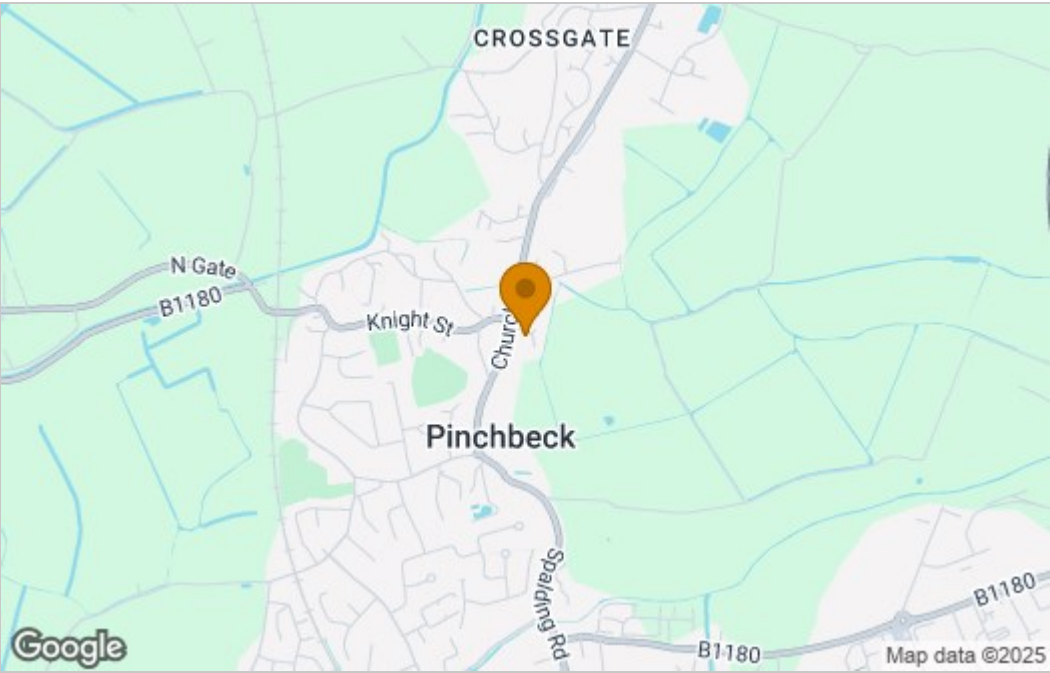 CROSSGATE
N Gate
B1180
Knight St
Church
Pinchbeck
Spalding Rd
B1180
B1180
Google
Map data ©2025